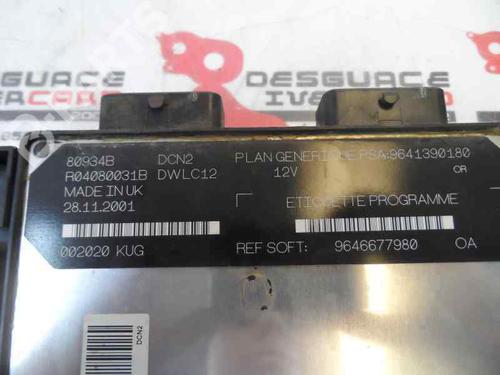 DESGUACE
DESGUACE
80934B DCN2 PLAN GENERIQUE PSA:9641390180
R04080031B DWLC12 12V OR
MADE IN UK
28.11.2001 ETIQUETTE PROGRAMME
002020 KUG REF SOFT: 9646677980 OA
DCN2